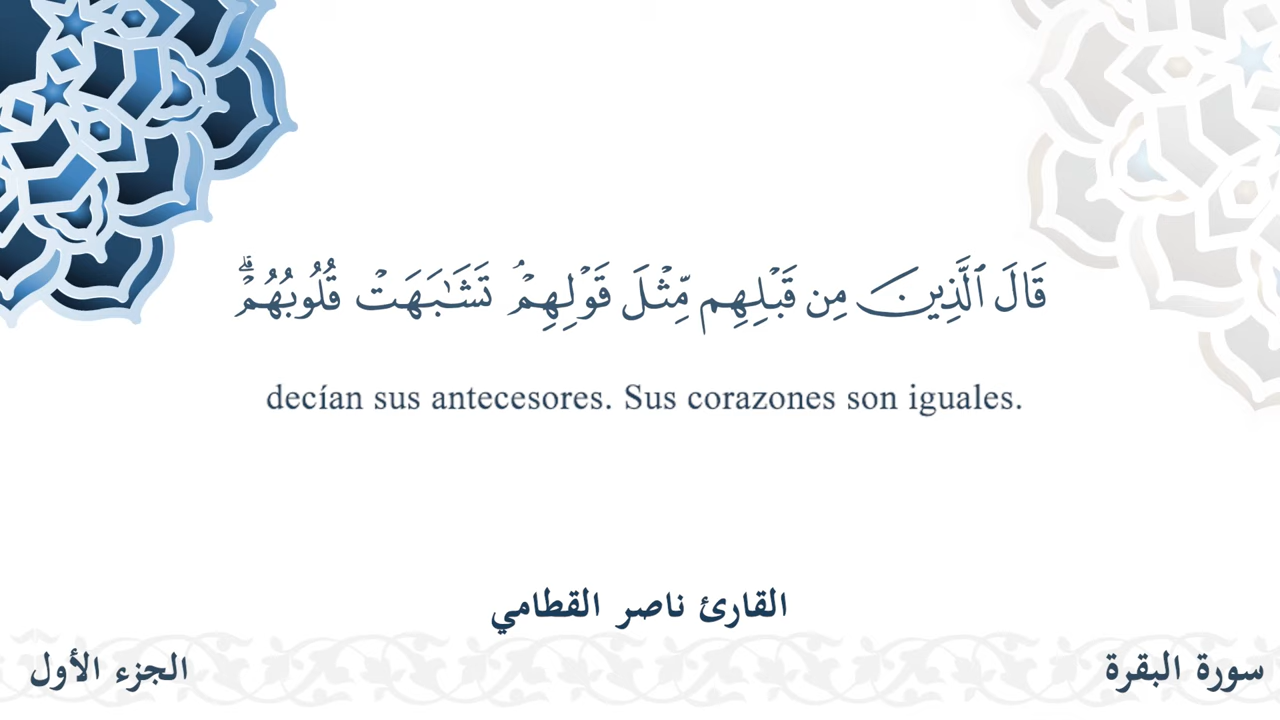 قَالَ ٱلَّذِينَ مِن قَبْلِهِم مِّثْلَ قَوْلِهِمْۘ تَشَـٰبَهَتْ قُلُوبُهُمْۗ
decían sus antecesores. Sus corazones son iguales.
القارئ ناصر القطامي
سورة البقرة
الجزء الأول